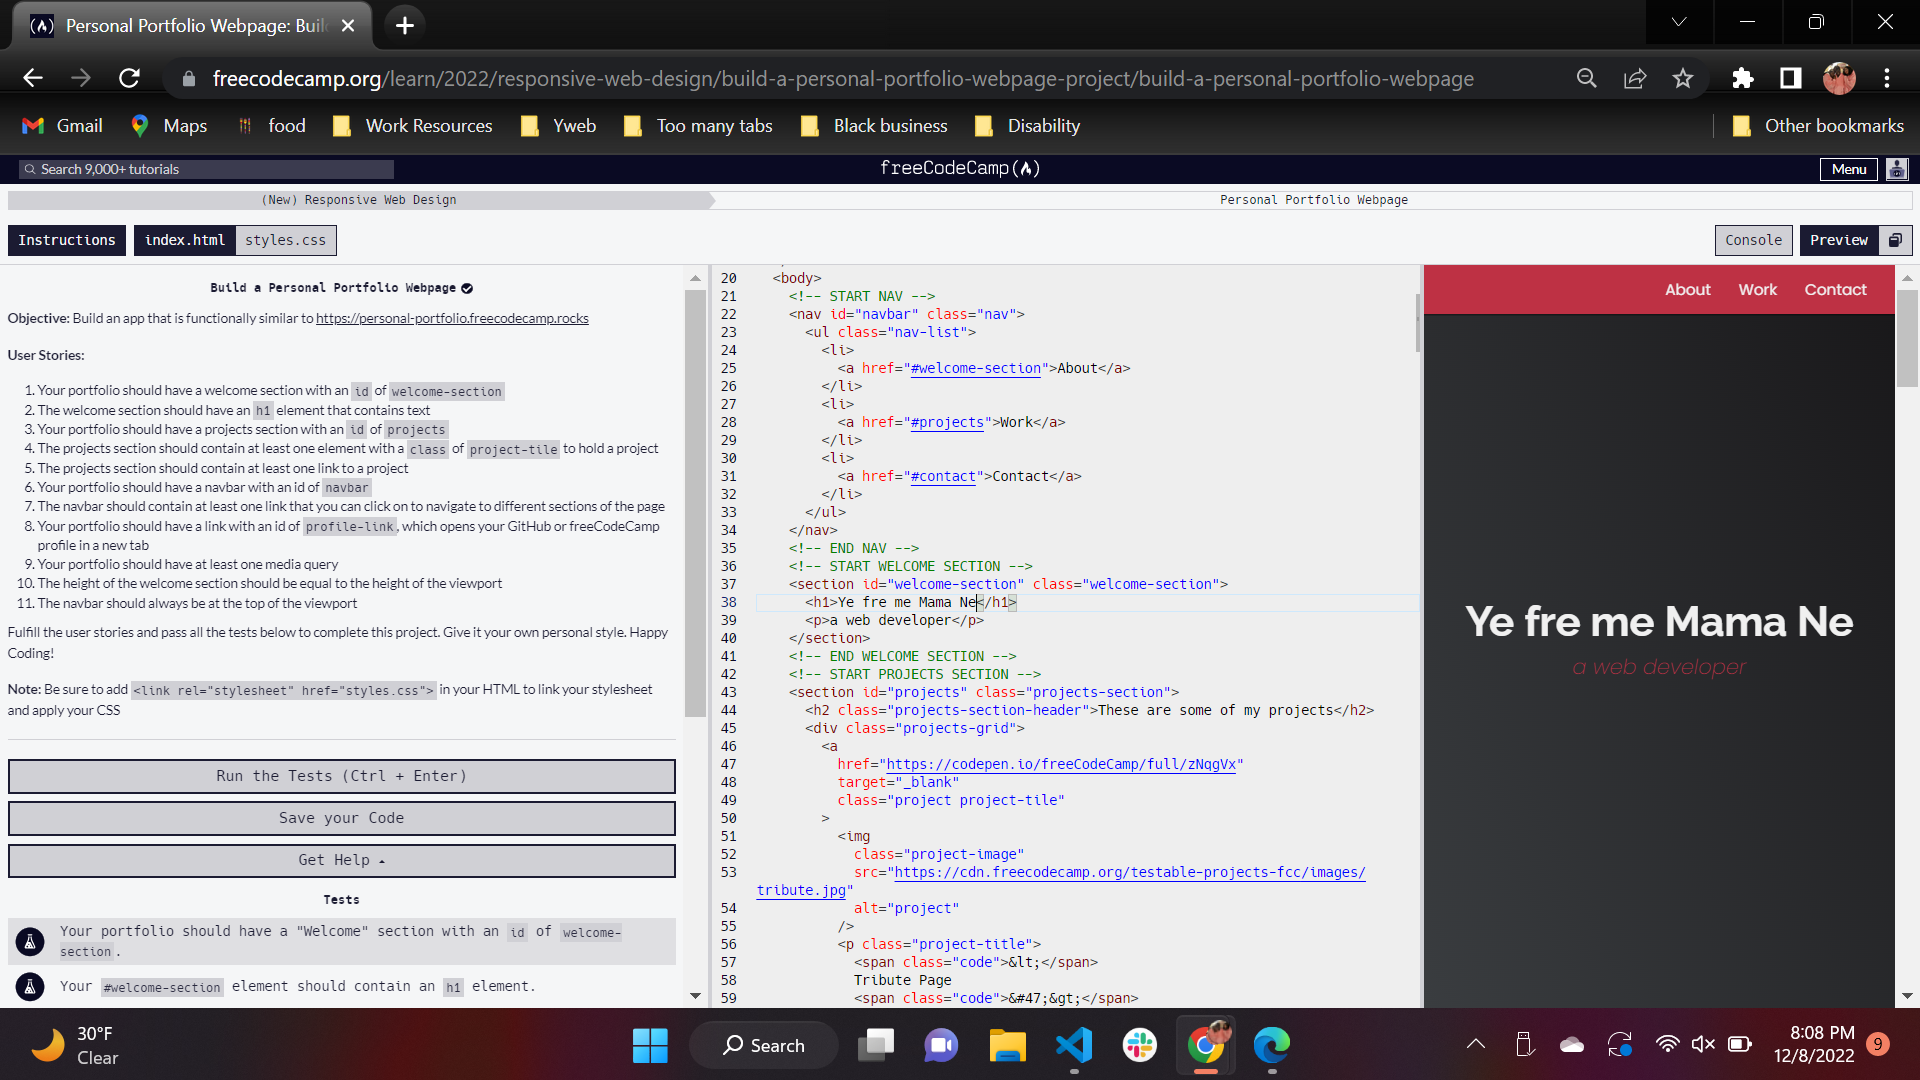 Personal Portfolio Webpage: Buil
freecodecamp.org/learn/2022/responsive-web-design/build-a-personal-portfolio-webpage-project/build-a-personal-portfolio-webpage
Gmail Maps food Work Resources Yweb Too many tabs Black business Disability Other bookmarks
Search 9,000+ tutorials freeCodeCamp Menu
(New) Responsive Web Design Personal Portfolio Webpage
Instructions index.html styles.css Console Preview
Build a Personal Portfolio Webpage
Objective: Build an app that is functionally similar to https://personal-portfolio.freecodecamp.rocks
User Stories:
1. Your portfolio should have a welcome section with an id of welcome-section
2. The welcome section should have an h1 element that contains text
3. Your portfolio should have a projects section with an id of projects
4. The projects section should contain at least one element with a class of project-tile to hold a project
5. The projects section should contain at least one link to a project
6. Your portfolio should have a navbar with an id of navbar
7. The navbar should contain at least one link that you can click on to navigate to different sections of the page
8. Your portfolio should have a link with an id of profile-link, which opens your GitHub or freeCodeCamp
profile in a new tab
9. Your portfolio should have at least one media query
10. The height of the welcome section should be equal to the height of the viewport
11. The navbar should always be at the top of the viewport
Fulfill the user stories and pass all the tests below to complete this project. Give it your own personal style. Happy
Coding!
Note: Be sure to add <link rel="stylesheet" href="styles.css"> in your HTML to link your stylesheet
and apply your CSS
Run the Tests (Ctrl + Enter)
Save your Code
Get Help
Tests
Your portfolio should have a "Welcome" section with an id of welcome-
section.
Your #welcome-section element should contain an h1 element.
20 <body>
21 <!-- START NAV -->
22 <nav id="navbar" class="nav">
23 <ul class="nav-list">
24 <li>
25 <a href="#welcome-section">About</a>
26 </li>
27 <li>
28 <a href="#projects">Work</a>
29 </li>
30 <li>
31 <a href="#contact">Contact</a>
32 </li>
33 </ul>
34 </nav>
35 <!-- END NAV -->
36 <!-- START WELCOME SECTION -->
37 <section id="welcome-section" class="welcome-section">
38 <h1>Ye fre me Mama Ne</h1>
39 <p>a web developer</p>
40 </section>
41 <!-- END WELCOME SECTION -->
42 <!-- START PROJECTS SECTION -->
43 <section id="projects" class="projects-section">
44 <h2 class="projects-section-header">These are some of my projects</h2>
45 <div class="projects-grid">
46 <a
47 href="https://codepen.io/freeCodeCamp/full/zNqgVx"
48 target="_blank"
49 class="project project-tile"
50 >
51 <img
52 class="project-image"
53 src="https://cdn.freecodecamp.org/testable-projects-fcc/images/
tribute.jpg"
54 alt="project"
55 />
56 <p class="project-title">
57 <span class="code">&lt;</span>
58 Tribute Page
59 <span class="code">&#47;&gt;</span>
About Work Contact
Ye fre me Mama Ne
a web developer
30°F
Clear
Search
8:08 PM
12/8/2022
9